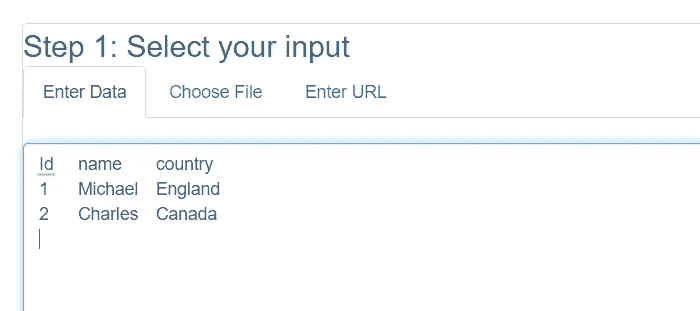 Step 1: Select your input
Enter Data Choose File Enter URL
Id name country
1 Michael England
2 Charles Canada